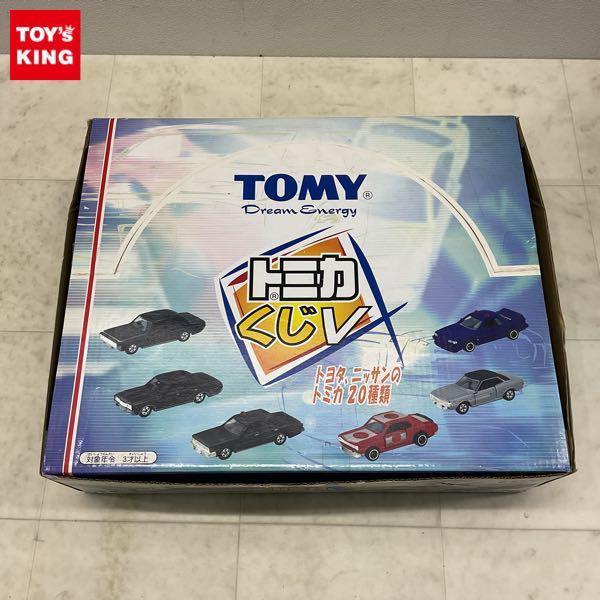 TOY's
KING
TOMY®
Dream Energy
トミカ®
くじV
トヨタ、ニッサンの
トミカ 20種類
対象年令 3才以上